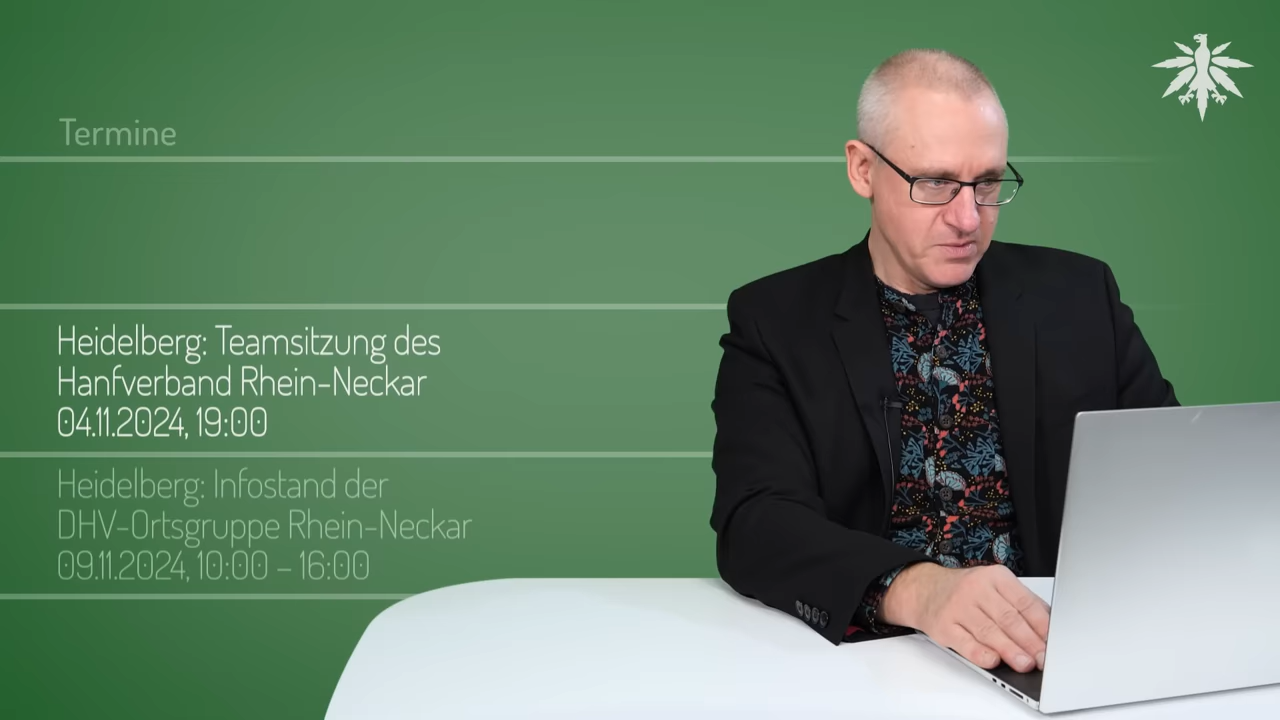 Termine
Heidelberg: Teamsitzung des
Hanfverband Rhein-Neckar
04.11.2024, 19:00
Heidelberg: Infostand der
DHV-Ortsgruppe Rhein-Neckar
09.11.2024, 10:00 – 16:00